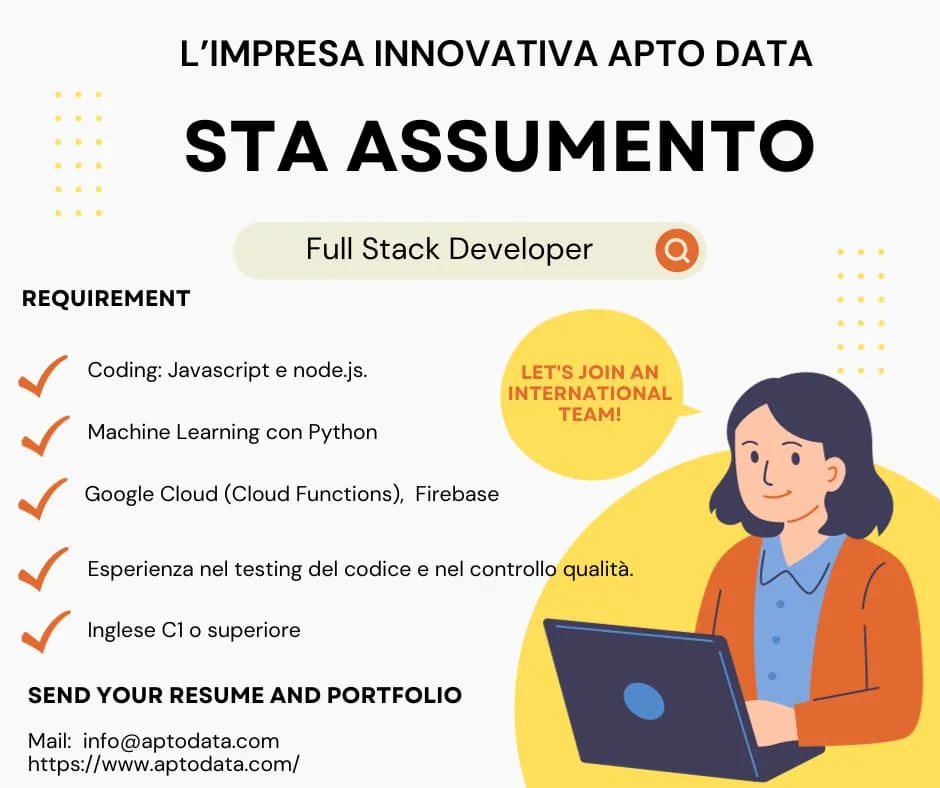 L’IMPRESA INNOVATIVA APTO DATA
STA ASSUMENTO
Full Stack Developer
REQUIREMENT
Coding: Javascript e node.js.
Machine Learning con Python
Google Cloud (Cloud Functions), Firebase
Esperienza nel testing del codice e nel controllo qualità.
Inglese C1 o superiore
LET'S JOIN AN
INTERNATIONAL
TEAM!
SEND YOUR RESUME AND PORTFOLIO
Mail: info@aptodata.com
https://www.aptodata.com/